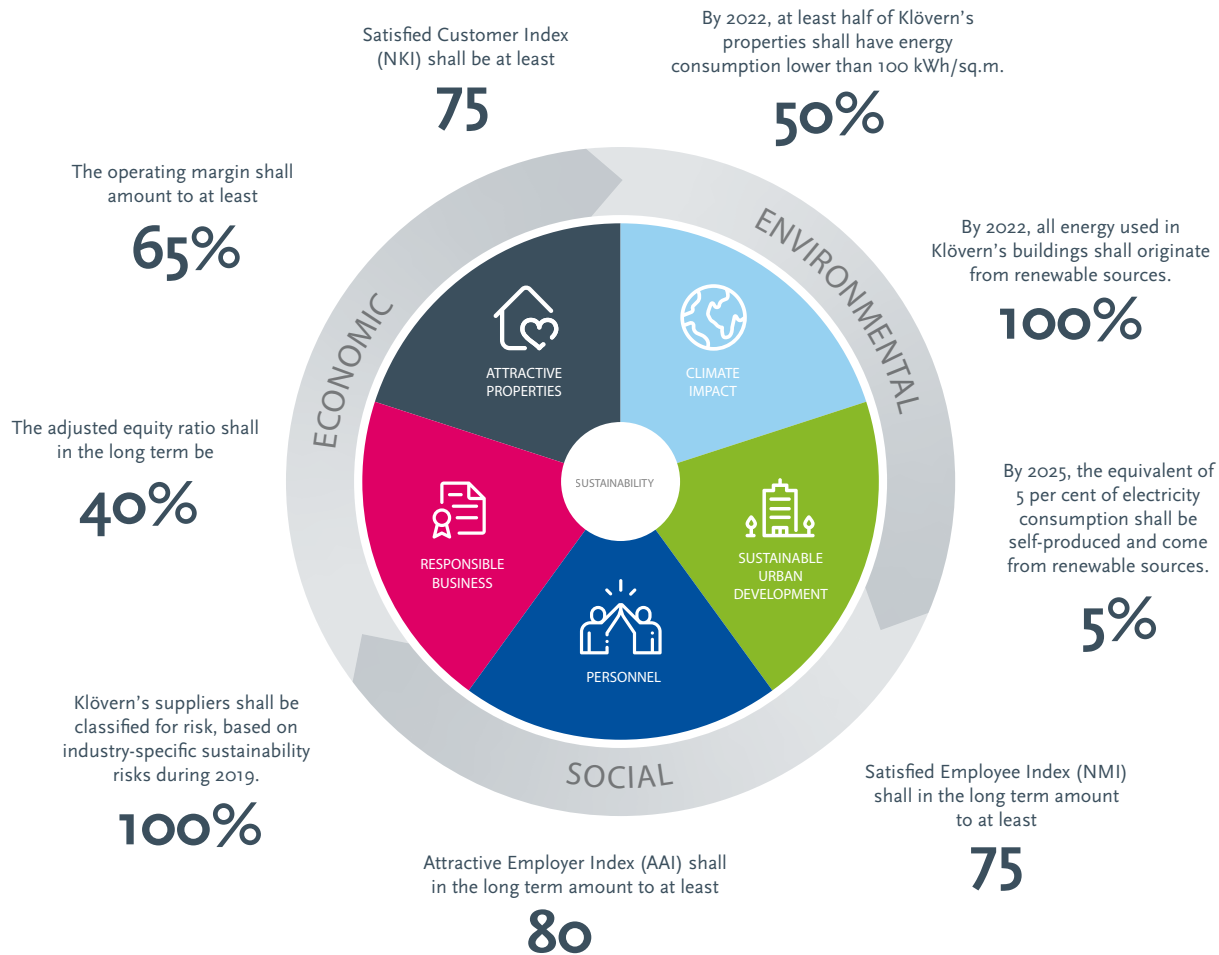 Satisfied Customer Index
(NKI) shall be at least
75
By 2022, at least half of Klövern’s
properties shall have energy
consumption lower than 100 kWh/sq.m.
50%
The operating margin shall
amount to at least
65%
By 2022, all energy used in
Klövern’s buildings shall originate
from renewable sources.
100%
The adjusted equity ratio shall
in the long term be
40%
By 2025, the equivalent of
5 per cent of electricity
consumption shall be
self-produced and come
from renewable sources.
5%
Klövern’s suppliers shall be
classified for risk, based on
industry-specific sustainability
risks during 2019.
100%
Satisfied Employee Index (NMI)
shall in the long term amount
to at least
75
Attractive Employer Index (AAI) shall
in the long term amount to at least
80
ECONOMIC
ENVIRONMENTAL
SOCIAL
ATTRACTIVE
PROPERTIES
CLIMATE
IMPACT
SUSTAINABILITY
RESPONSIBLE
BUSINESS
SUSTAINABLE
URBAN
DEVELOPMENT
PERSONNEL